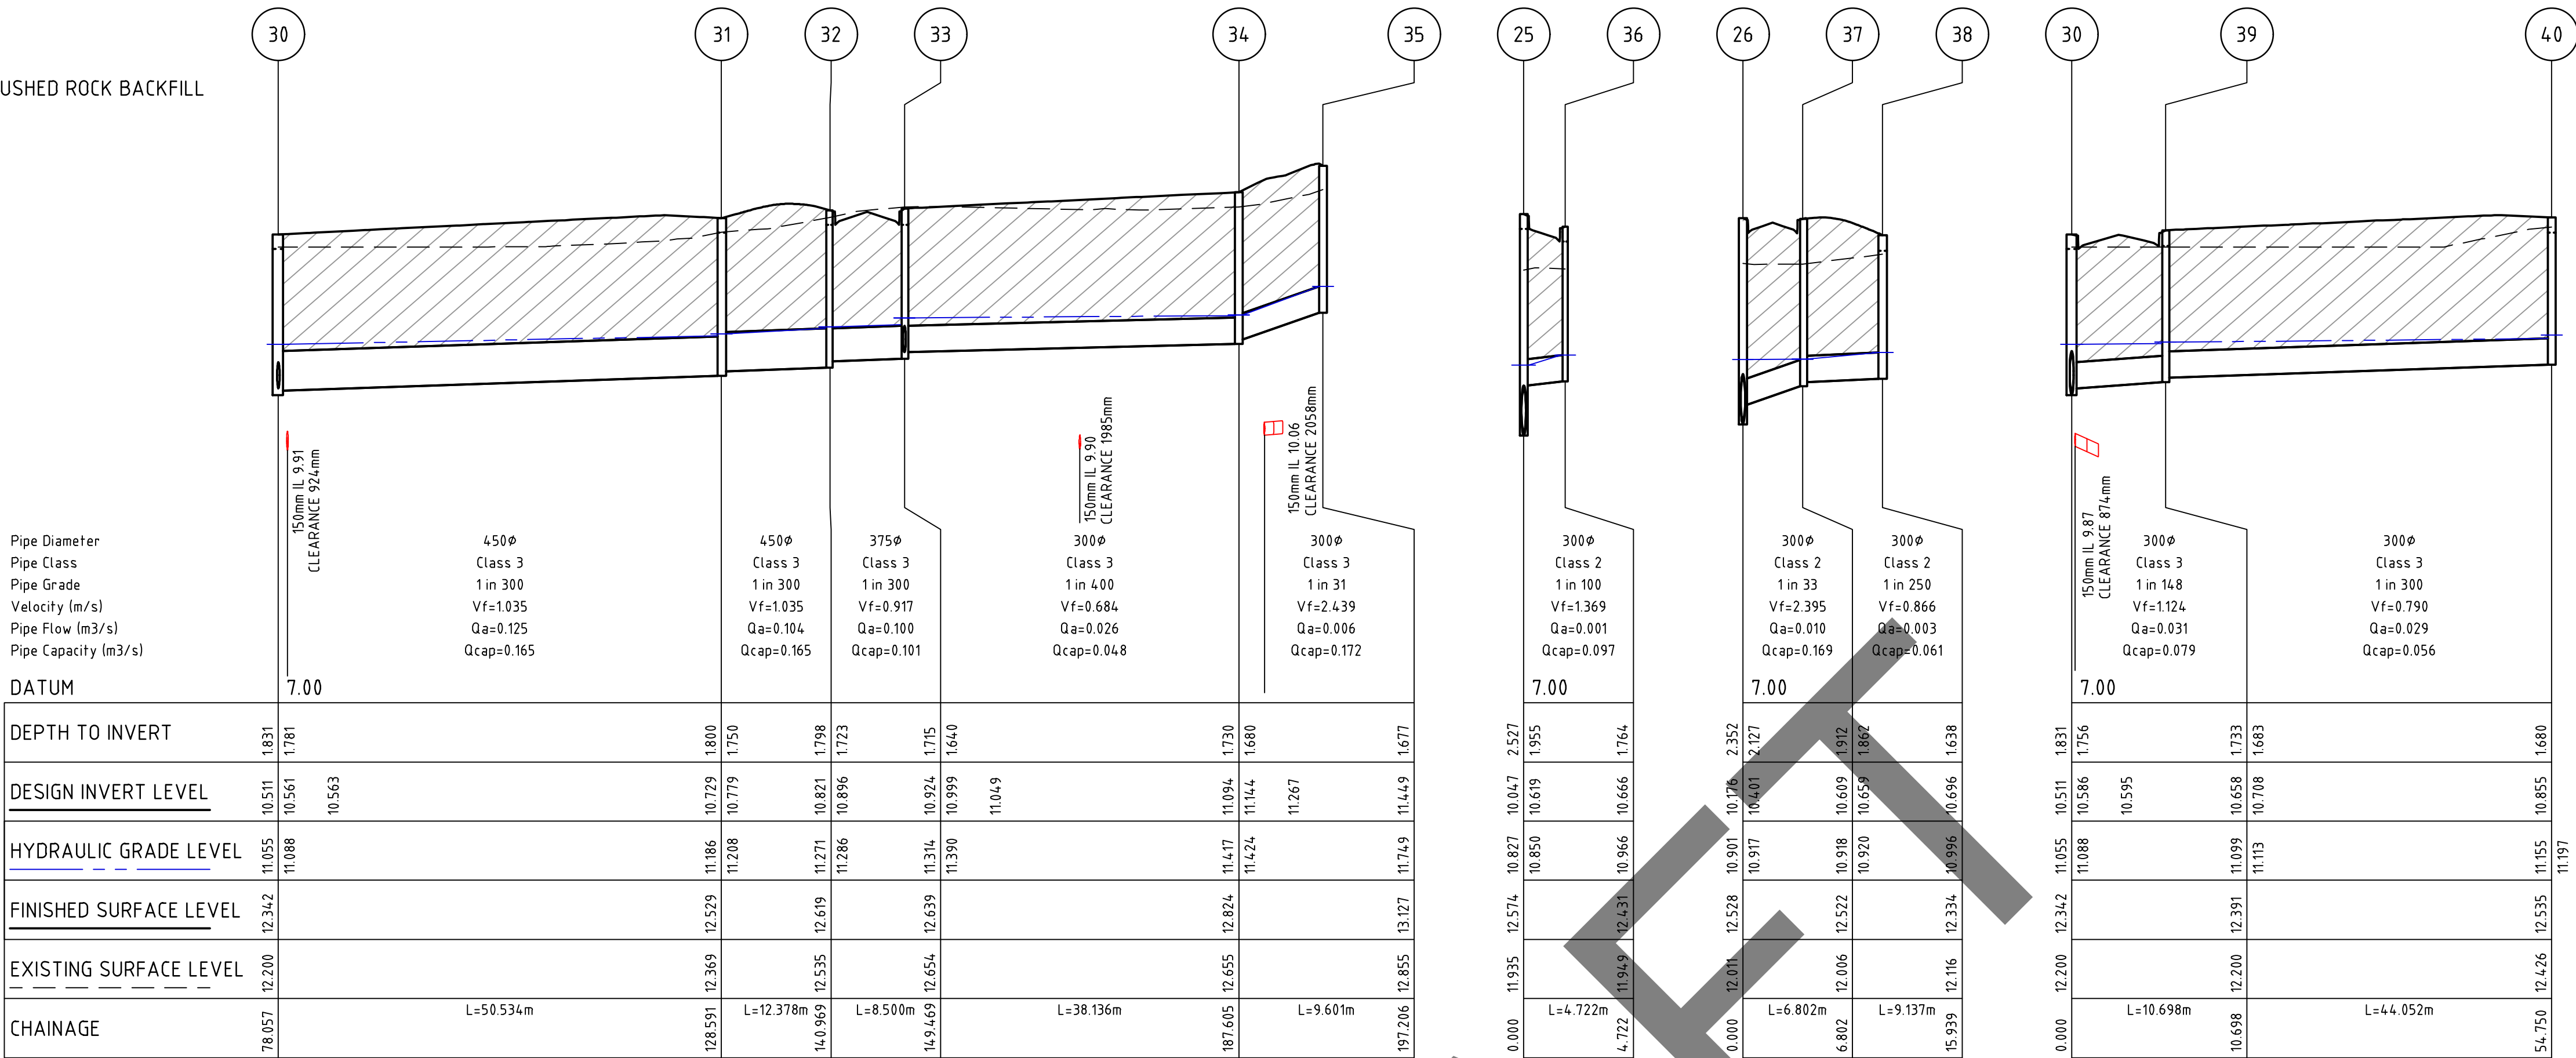 30 31 32 33 34 35 25 36 26 37 38 30 39 40
USHED ROCK BACKFILL
150mm IL 9.91
CLEARANCE 924mm
150mm IL 9.90
CLEARANCE 1985mm
150mm IL 10.06
CLEARANCE 2058mm
150mm IL 9.87
CLEARANCE 874mm
Pipe Diameter 450ø 450ø 375ø 300ø 300ø 300ø 300ø 300ø 300ø 300ø
Pipe Class Class 3 Class 3 Class 3 Class 3 Class 3 Class 2 Class 2 Class 2 Class 3 Class 3
Pipe Grade 1 in 300 1 in 300 1 in 300 1 in 400 1 in 31 1 in 100 1 in 33 1 in 250 1 in 148 1 in 300
Velocity (m/s) Vf=1.035 Vf=1.035 Vf=0.917 Vf=0.684 Vf=2.439 Vf=1.369 Vf=2.395 Vf=0.866 Vf=1.124 Vf=0.790
Pipe Flow (m3/s) Qa=0.125 Qa=0.104 Qa=0.100 Qa=0.026 Qa=0.006 Qa=0.001 Qa=0.010 Qa=0.003 Qa=0.031 Qa=0.029
Pipe Capacity (m3/s) Qcap=0.165 Qcap=0.165 Qcap=0.101 Qcap=0.048 Qcap=0.172 Qcap=0.097 Qcap=0.169 Qcap=0.061 Qcap=0.079 Qcap=0.056
DATUM 7.00 7.00 7.00 7.00
DEPTH TO INVERT 1.831 1.781 1.800 1.750 1.798 1.723 1.715 1.640 1.730 1.680 1.677 2.527 1.955 1.764 2.352 2.127 1.912 1.862 1.638 1.831 1.756 1.733 1.683 1.680
DESIGN INVERT LEVEL 10.511 10.561 10.563 10.729 10.779 10.821 10.896 10.924 10.999 11.049 11.094 11.144 11.267 11.449 10.047 10.619 10.666 10.176 10.401 10.609 10.659 10.696 10.511 10.586 10.595 10.658 10.708 10.855
HYDRAULIC GRADE LEVEL 11.055 11.088 11.186 11.208 11.271 11.286 11.314 11.390 11.417 11.424 11.749 10.827 10.850 10.966 10.901 10.917 10.918 10.920 10.996 11.055 11.088 11.099 11.113 11.155 11.197
FINISHED SURFACE LEVEL 12.342 12.529 12.619 12.639 12.824 13.127 12.574 12.431 12.528 12.522 12.334 12.342 12.391 12.535
EXISTING SURFACE LEVEL 12.200 12.369 12.535 12.654 12.655 12.855 11.935 11.949 12.011 12.006 12.116 12.200 12.200 12.426
L=50.534m L=12.378m L=8.500m L=38.136m L=9.601m L=4.722m L=6.802m L=9.137m L=10.698m L=44.052m
CHAINAGE 78.057 128.591 140.969 149.469 187.605 197.206 0.000 4.722 0.000 6.802 15.939 0.000 10.698 54.750